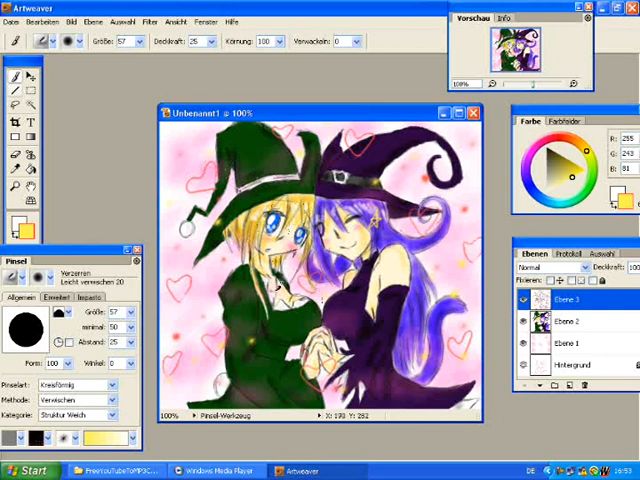 Artweaver
Datei Bearbeiten Bild Ebene Auswahl Filter Ansicht Fenster Hilfe
Größe: 57 Deckkraft: 25 Körnung: 100 Verwackeln: 0
Vorschau Info
100%
Unbenannt1 @ 100%
Farbe Farbfelder
R: 255
G: 243
B: 81
Pinsel
Verzerren
Leicht verwischen 20
Allgemein Erweitert Impasto
Größe: 57
minimal: 50
Abstand: 25
Form: 100 Winkel: 0
Pinselart: Kreisförmig
Methode: Verwischen
Kategorie: Struktur Weich
Ebenen Protokoll Auswahl
Normal Deckkraft: 100
Fixieren:
Ebene 3
Ebene 2
Ebene 1
Hintergrund
100% Pinsel-Werkzeug X: 190 Y: 282
Start FreeYouTubeToMP3C... Windows Media Player Artweaver DE 16:53